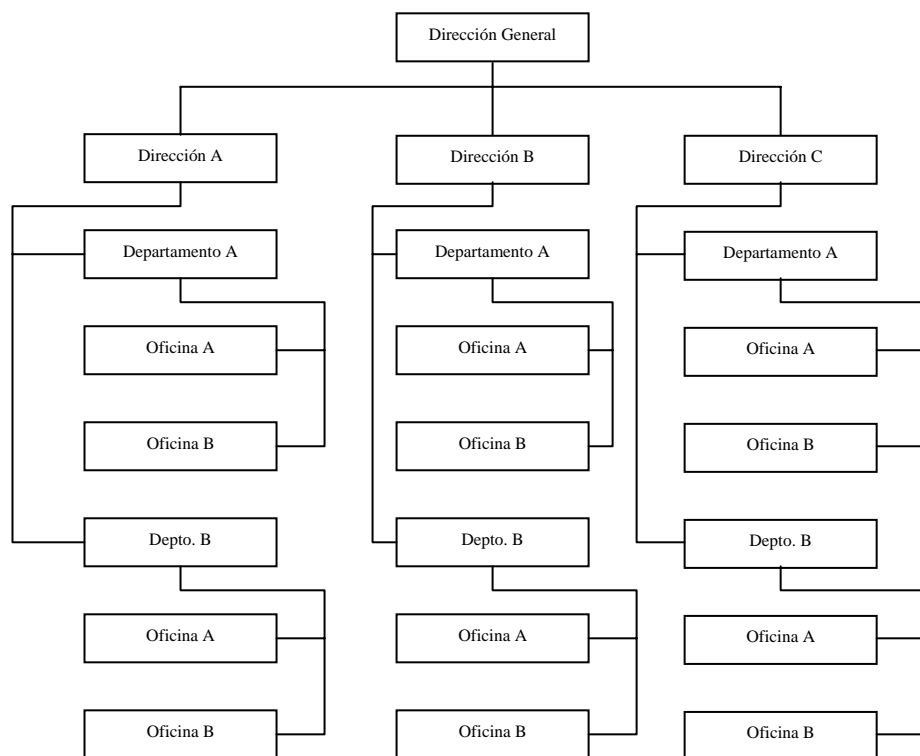 Dirección General
Dirección A
Dirección B
Dirección C
Departamento A
Departamento A
Departamento A
Oficina A
Oficina A
Oficina A
Oficina B
Oficina B
Oficina B
Depto. B
Depto. B
Depto. B
Oficina A
Oficina A
Oficina A
Oficina B
Oficina B
Oficina B